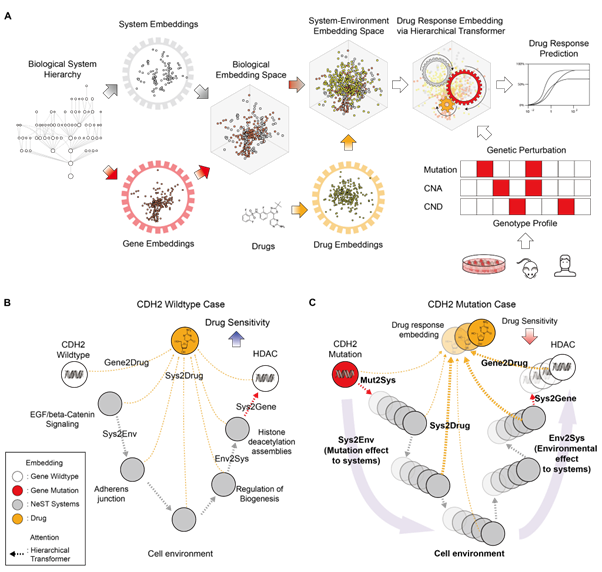 A
System Embeddings
System-Environment
Embedding Space
Drug Response Embedding
via Hierarchical Transformer
Drug Response
Prediction
Biological System
Hierarchy
Biological
Embedding Space
100%
50%
0%
Gene Embeddings
Drugs
Drug Embeddings
Genetic Perturbation
Mutation
CNA
CND
Genotype Profile
B
CDH2 Wildtype Case
Drug Sensitivity
CDH2
Wildtype
HDAC
Gene2Drug
Sys2Drug
EGF/beta-Catenin
Signaling
Sys2Gene
Sys2Env
Histone
deacetylation
assemblies
Env2Sys
Adherens
junction
Regulation of
Biogenesis
Cell environment
Embedding
: Gene Wildtype
: Gene Mutation
: NeST Systems
: Drug
Attention
: Hierarchical
Transformer
C
CDH2 Mutation Case
Drug response
embedding
Drug
Sensitivity
CDH2
Mutation
HDAC
Gene2Drug
Mut2Sys
Sys2Gene
Sys2Drug
Sys2Env
(Mutation effect
to systems)
Env2Sys
(Environmental
effect
to systems)
Cell environment